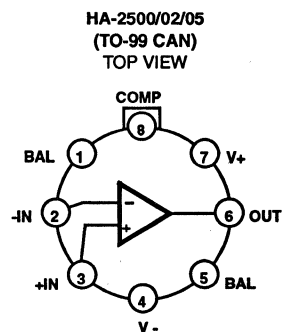 HA-2500/02/05
(TO-99 CAN)
TOP VIEW
COMP
8
BAL 1
7 V+
-IN 2
−
6 OUT
+
+IN 3
5 BAL
4
V -